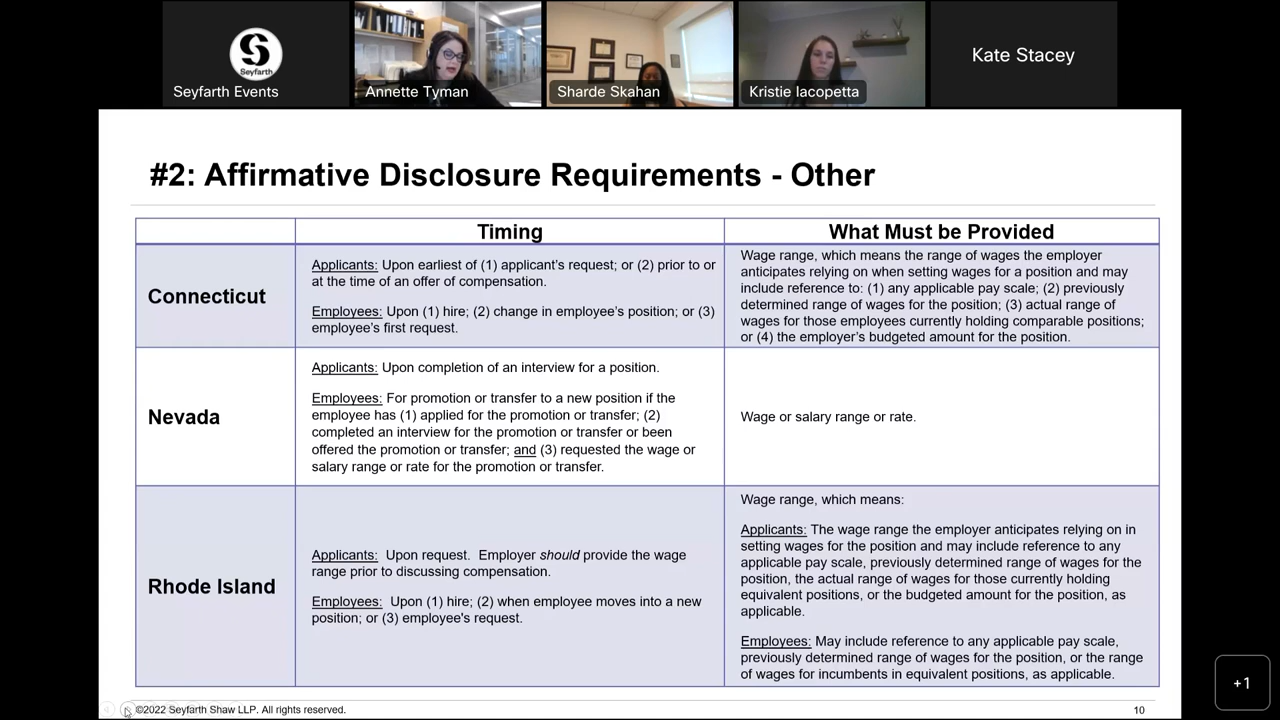 Seyfarth
Seyfarth Events
Annette Tyman
Sharde Skahan
Kristie Iacopetta
Kate Stacey
#2: Affirmative Disclosure Requirements - Other
Timing
What Must be Provided
Connecticut
Applicants: Upon earliest of (1) applicant's request; or (2) prior to or
at the time of an offer of compensation.
Employees: Upon (1) hire; (2) change in employee's position; or (3)
employee's first request.
Wage range, which means the range of wages the employer
anticipates relying on when setting wages for a position and may
include reference to: (1) any applicable pay scale; (2) previously
determined range of wages for the position; (3) actual range of
wages for those employees currently holding comparable positions;
or (4) the employer's budgeted amount for the position.
Nevada
Applicants: Upon completion of an interview for a position.
Employees: For promotion or transfer to a new position if the
employee has (1) applied for the promotion or transfer; (2)
completed an interview for the promotion or transfer or been
offered the promotion or transfer; and (3) requested the wage or
salary range or rate for the promotion or transfer.
Wage or salary range or rate.
Rhode Island
Applicants: Upon request. Employer should provide the wage
range prior to discussing compensation.
Employees: Upon (1) hire; (2) when employee moves into a new
position; or (3) employee's request.
Wage range, which means:
Applicants: The wage range the employer anticipates relying on in
setting wages for the position and may include reference to any
applicable pay scale, previously determined range of wages for the
position, the actual range of wages for those currently holding
equivalent positions, or the budgeted amount for the position, as
applicable.
Employees: May include reference to any applicable pay scale,
previously determined range of wages for the position, or the range
of wages for incumbents in equivalent positions, as applicable.
©2022 Seyfarth Shaw LLP. All rights reserved.
10
+1